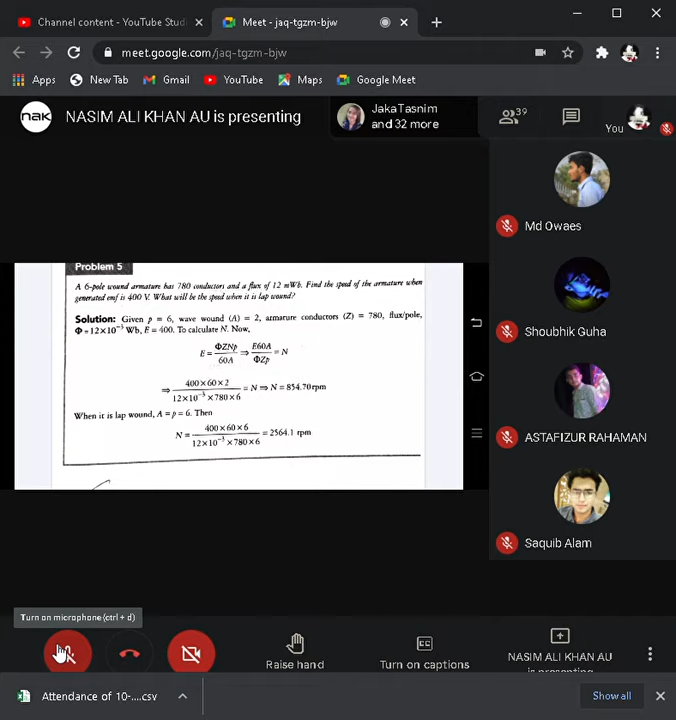 Channel content - YouTube Stud
Meet - jaq-tgzm-bjw
meet.google.com/jaq-tgzm-bjw
Apps New Tab Gmail YouTube Maps Google Meet
nak
NASIM ALI KHAN AU is presenting
JakaTasnim
and 32 more
39
You
Md Owaes
Shoubhik Guha
ASTAFIZUR RAHAMAN
Saquib Alam
Problem 5
A 6-pole wound armature has 780 conductors and a flux of 12 mWb. Find the speed of the armature when
generated emf is 400 V. What will be the speed when it is lap wound?
Solution: Given p = 6, wave wound (A) = 2, armature conductors (Z) = 780, flux/pole,
Φ = 12×10⁻³ Wb, E = 400. To calculate N. Now,
E = ΦZNp/60A ⇒ E60A/ΦZp = N
⇒ 400×60×2/12×10⁻³×780×6 = N ⇒ N = 854.70 rpm
When it is lap wound, A = p = 6. Then
N = 400×60×6/12×10⁻³×780×6 = 2564.1 rpm
Turn on microphone (ctrl + d)
Raise hand
Turn on captions
NASIM ALI KHAN AU
is presenting
Attendance of 10-....csv
Show all